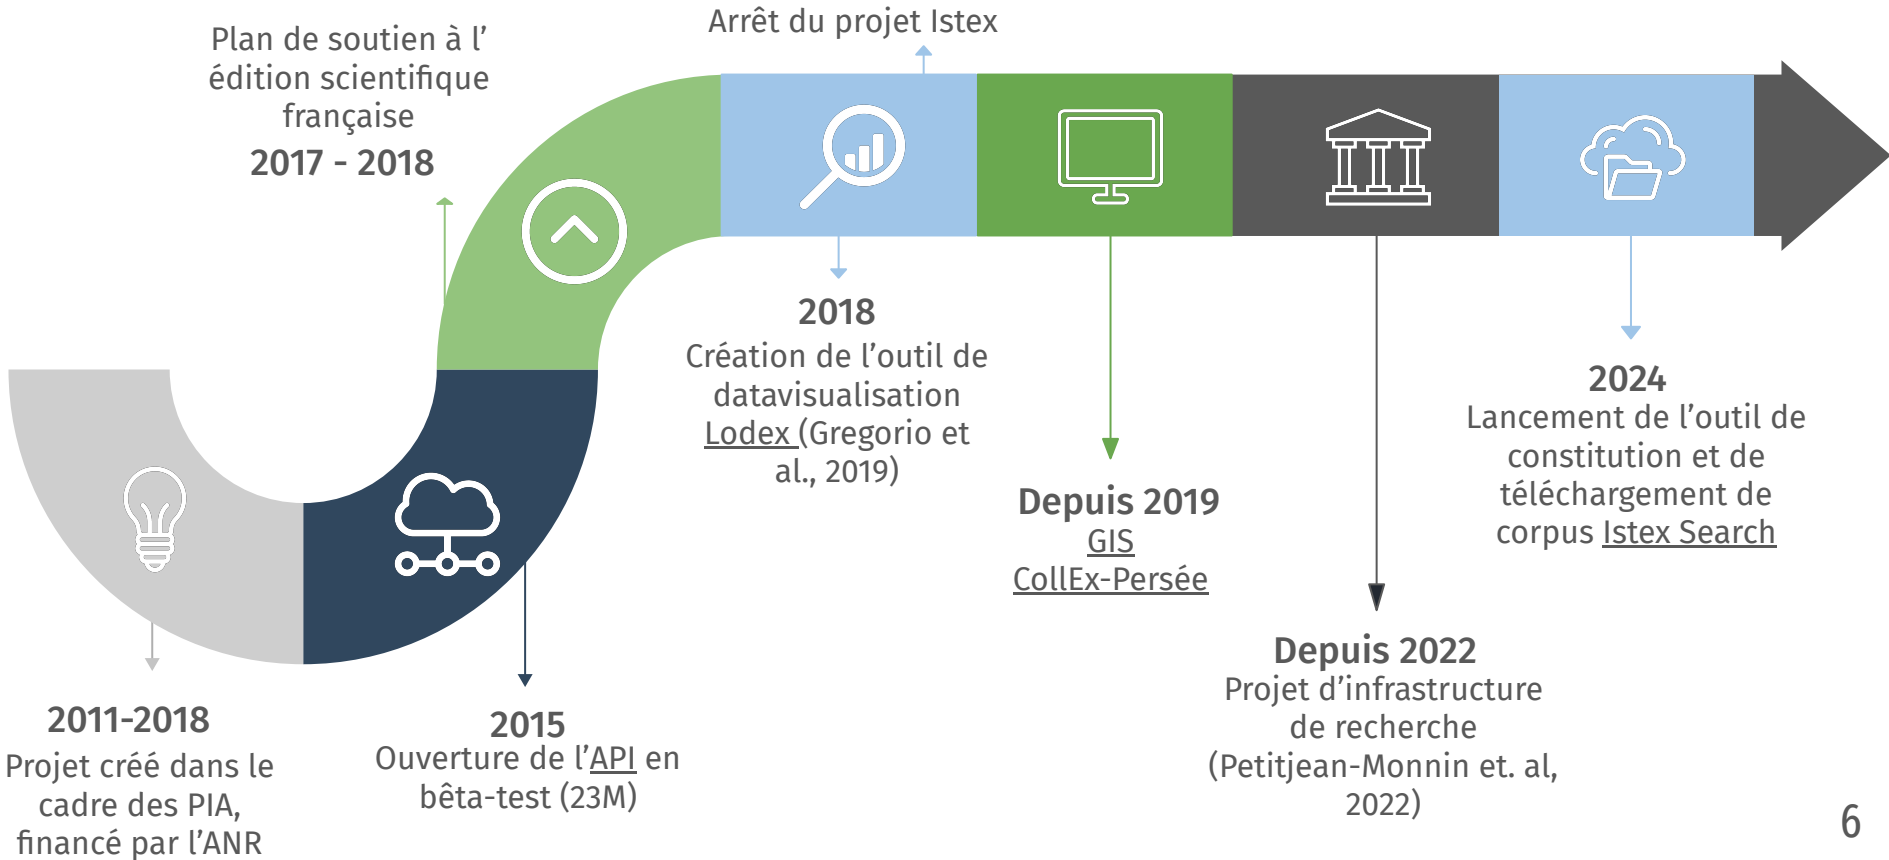 Plan de soutien à l’
édition scientifique
française
2017 - 2018
Arrêt du projet Istex
2018
Création de l’outil de
datavisualisation
Lodex (Gregorio et
al., 2019)
Depuis 2019
GIS
CollEx-Persée
2024
Lancement de l’outil de
constitution et de
téléchargement de
corpus Istex Search
Depuis 2022
Projet d’infrastructure
de recherche
(Petitjean-Monnin et. al,
2022)
2011-2018
Projet créé dans le
cadre des PIA,
financé par l’ANR
2015
Ouverture de l’API en
bêta-test (23M)
6